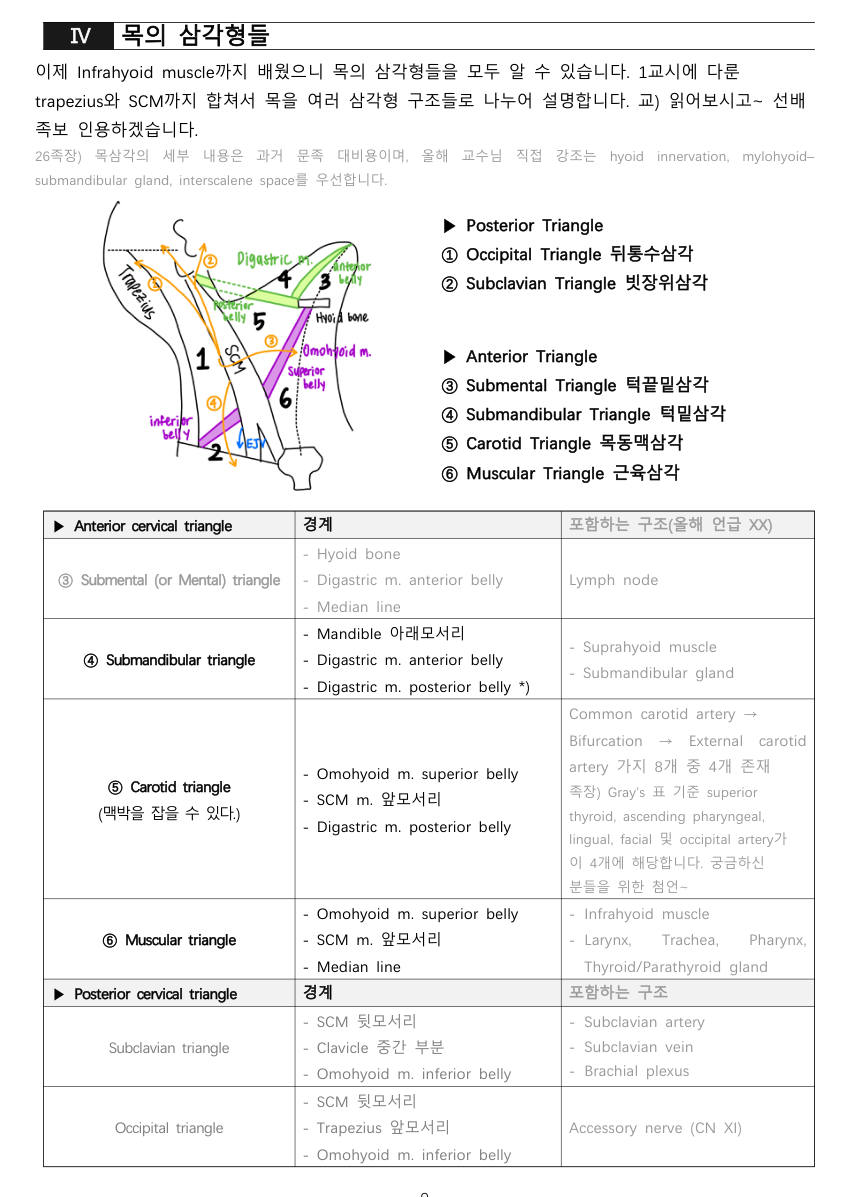 Ⅳ 목의 삼각형들
이제 Infrahyoid muscle까지 배웠으니 목의 삼각형들을 모두 알 수 있습니다. 1교시에 다룬
trapezius와 SCM까지 합쳐서 목을 여러 삼각형 구조들로 나누어 설명합니다. 교) 읽어보시고~ 선배
족보 인용하겠습니다.
26족장) 목삼각의 세부 내용은 과거 문족 대비용이며, 올해 교수님 직접 강조는 hyoid innervation, mylohyoid–
submandibular gland, interscalene space를 우선합니다.
Trapezius
①
②
Digastric m.
4
3
anterior
belly
posterior
belly
5
Hyoid bone
1
SCM
③
Omohyoid m.
superior
belly
6
④
inferior
belly
EJV
2
▶ Posterior Triangle
① Occipital Triangle 뒤통수삼각
② Subclavian Triangle 빗장위삼각
▶ Anterior Triangle
③ Submental Triangle 턱끝밑삼각
④ Submandibular Triangle 턱밑삼각
⑤ Carotid Triangle 목동맥삼각
⑥ Muscular Triangle 근육삼각
▶ Anterior cervical triangle
경계
포함하는 구조(올해 언급 XX)
③ Submental (or Mental) triangle
- Hyoid bone
- Digastric m. anterior belly
- Median line
Lymph node
④ Submandibular triangle
- Mandible 아래모서리
- Digastric m. anterior belly
- Digastric m. posterior belly *)
- Suprahyoid muscle
- Submandibular gland
⑤ Carotid triangle
(맥박을 잡을 수 있다.)
- Omohyoid m. superior belly
- SCM m. 앞모서리
- Digastric m. posterior belly
Common carotid artery →
Bifurcation → External carotid
artery 가지 8개 중 4개 존재
족장) Gray's 표 기준 superior
thyroid, ascending pharyngeal,
lingual, facial 및 occipital artery가
이 4개에 해당합니다. 궁금하신
분들을 위한 첨언~
⑥ Muscular triangle
- Omohyoid m. superior belly
- SCM m. 앞모서리
- Median line
- Infrahyoid muscle
- Larynx, Trachea, Pharynx,
Thyroid/Parathyroid gland
▶ Posterior cervical triangle
경계
포함하는 구조
Subclavian triangle
- SCM 뒷모서리
- Clavicle 중간 부분
- Omohyoid m. inferior belly
- Subclavian artery
- Subclavian vein
- Brachial plexus
Occipital triangle
- SCM 뒷모서리
- Trapezius 앞모서리
- Omohyoid m. inferior belly
Accessory nerve (CN XI)